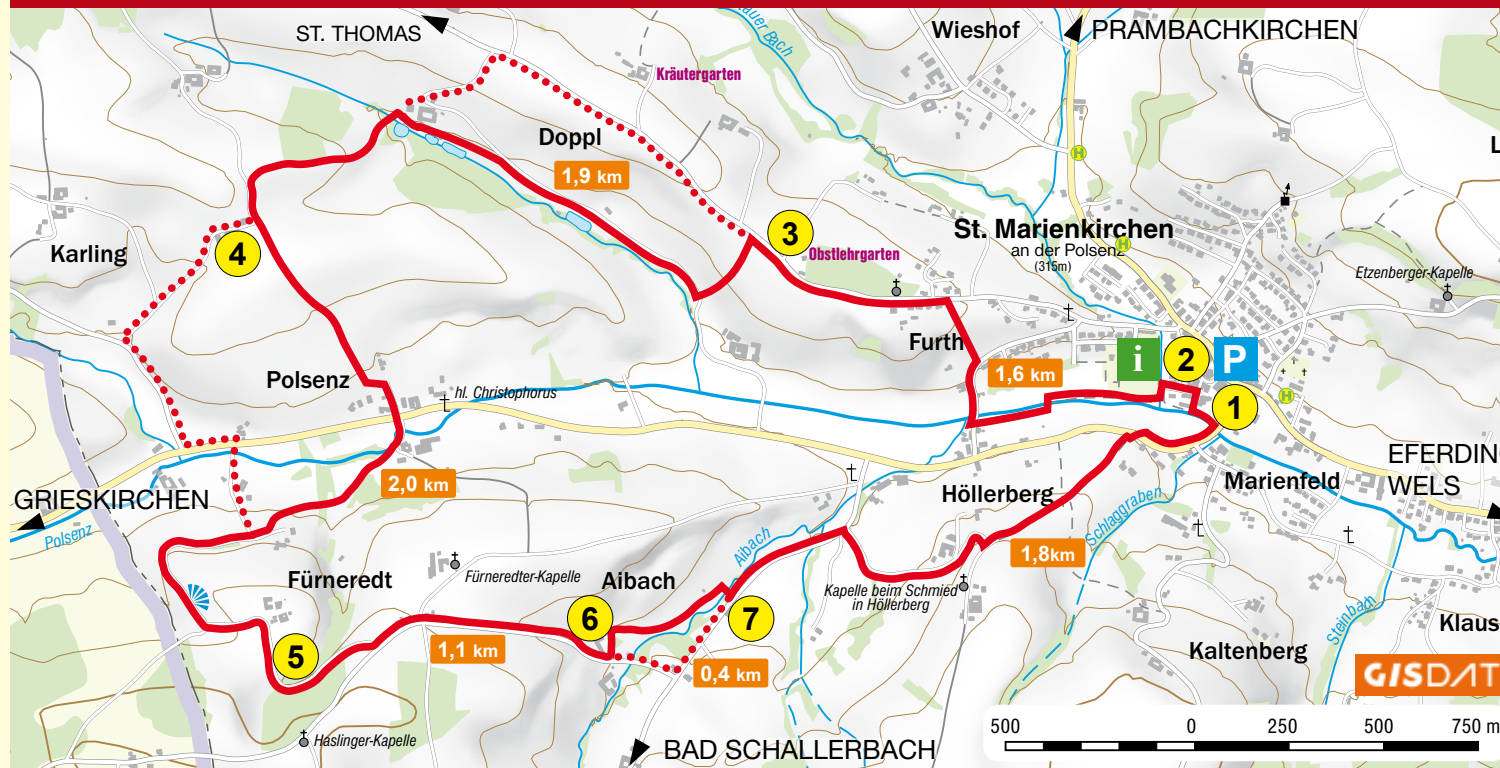 ST. THOMAS
Wieshof
PRAMBACHKIRCHEN
auer Bach
Kräutergarten
Doppl
1,9 km
H
3
Obstlehrgarten
St. Marienkirchen
an der Polsenz
(315m)
H
Karling
4
Etzenberger-Kapelle
Furth
i
2
P
1,6 km
1
H
Polsenz
hl. Christophorus
2,0 km
GRIESKIRCHEN
Polsenz
Höllerberg
Marienfeld
EFERDING
WELS
Schlaggraben
1,8km
Aibach
Fürneredt
Fürneredter-Kapelle
Aibach
Kapelle beim Schmied
in Höllerberg
6
7
5
1,1 km
0,4 km
Steinbach
Klaus
Kaltenberg
GISDAT
Haslinger-Kapelle
BAD SCHALLERBACH
500 0 250 500 750 m